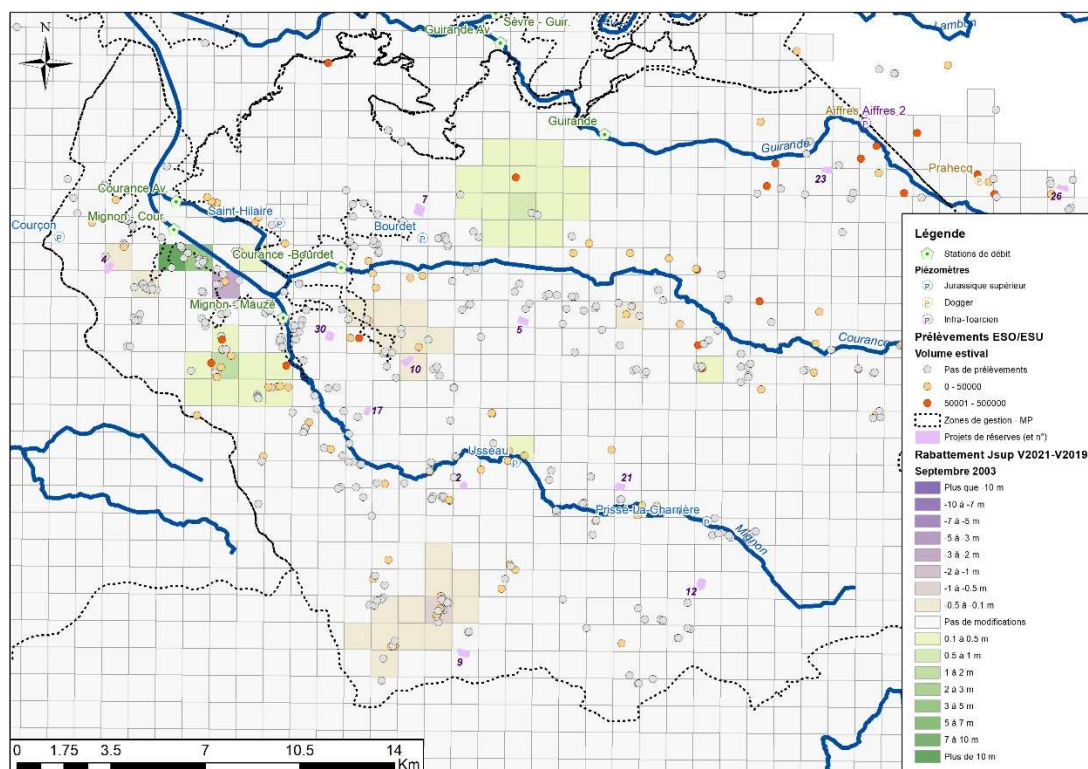 Sèvre - Guir.
Guirande Av
Lambon
N
Guirande
Aiffres
Aiffres 2
Guirande
Prahecq
23
26
Courance Av
Saint-Hilaire
7
Mignon - Cour
Bourdet
Courçon
Courance -Bourdet
4
Mignon - Mauzé
30
5
Courance
10
17
Usseau
2
21
Prissé-La-Charrière
Mignon
12
9
Légende
Stations de débit
Piézomètres
P Jurassique supérieur
P Dogger
P Infra-Toarcien
Prélèvements ESO/ESU
Volume estival
Pas de prélèvements
0 - 50000
50001 - 500000
Zones de gestion - MP
Projets de réserves (et n°)
Rabattement Jsup V2021-V2019
Septembre 2003
Plus que -10 m
-10 à -7 m
-7 à -5 m
-5 à -3 m
-3 à -2 m
-2 à -1 m
-1 à -0.5 m
-0.5 à -0.1 m
Pas de modifications
0.1 à 0.5 m
0.5 à 1 m
1 à 2 m
2 à 3 m
3 à 5 m
5 à 7 m
7 à 10 m
Plus de 10 m
0 1.75 3.5 7 10.5 14
Km